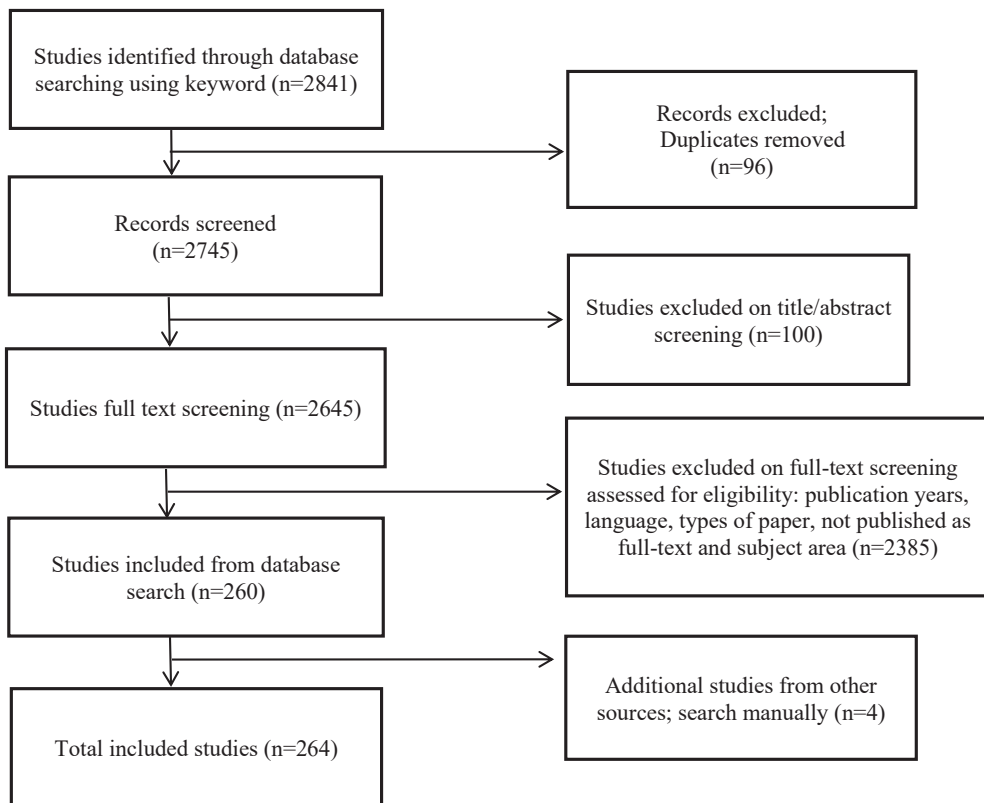 Studies identified through database
searching using keyword (n=2841)
Records excluded;
Duplicates removed
(n=96)
Records screened
(n=2745)
Studies excluded on title/abstract
screening (n=100)
Studies full text screening (n=2645)
Studies excluded on full-text screening
assessed for eligibility: publication years,
language, types of paper, not published as
full-text and subject area (n=2385)
Studies included from database
search (n=260)
Additional studies from other
sources; search manually (n=4)
Total included studies (n=264)